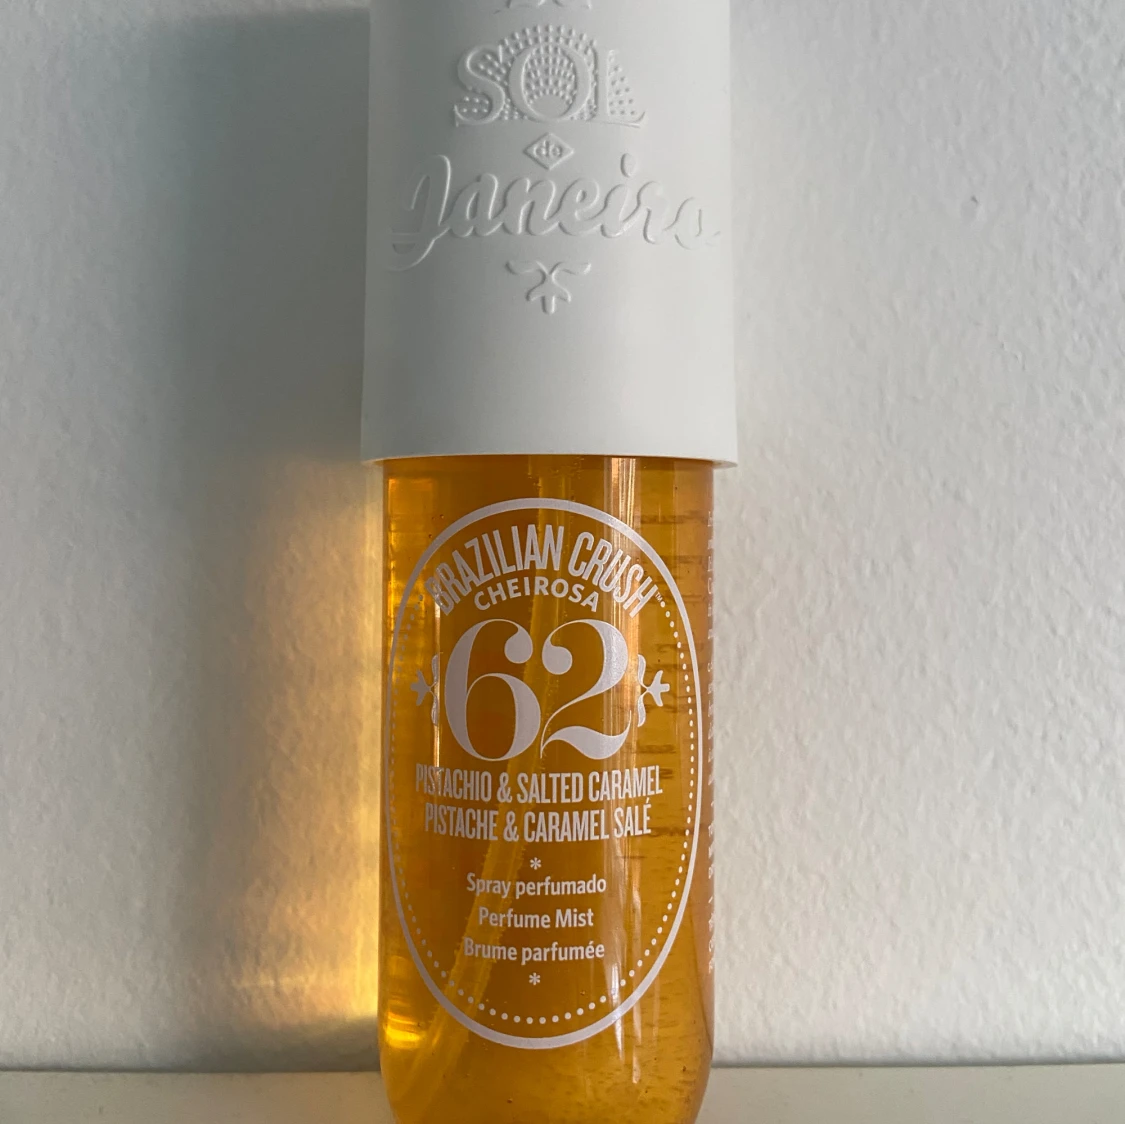 SOL
de
Janeiro
BRAZILIAN CRUSH™
CHEIROSA
62
PISTACHIO & SALTED CARAMEL
PISTACHE & CARAMEL SALÉ
*
Spray perfumado
Perfume Mist
Brume parfumée
*